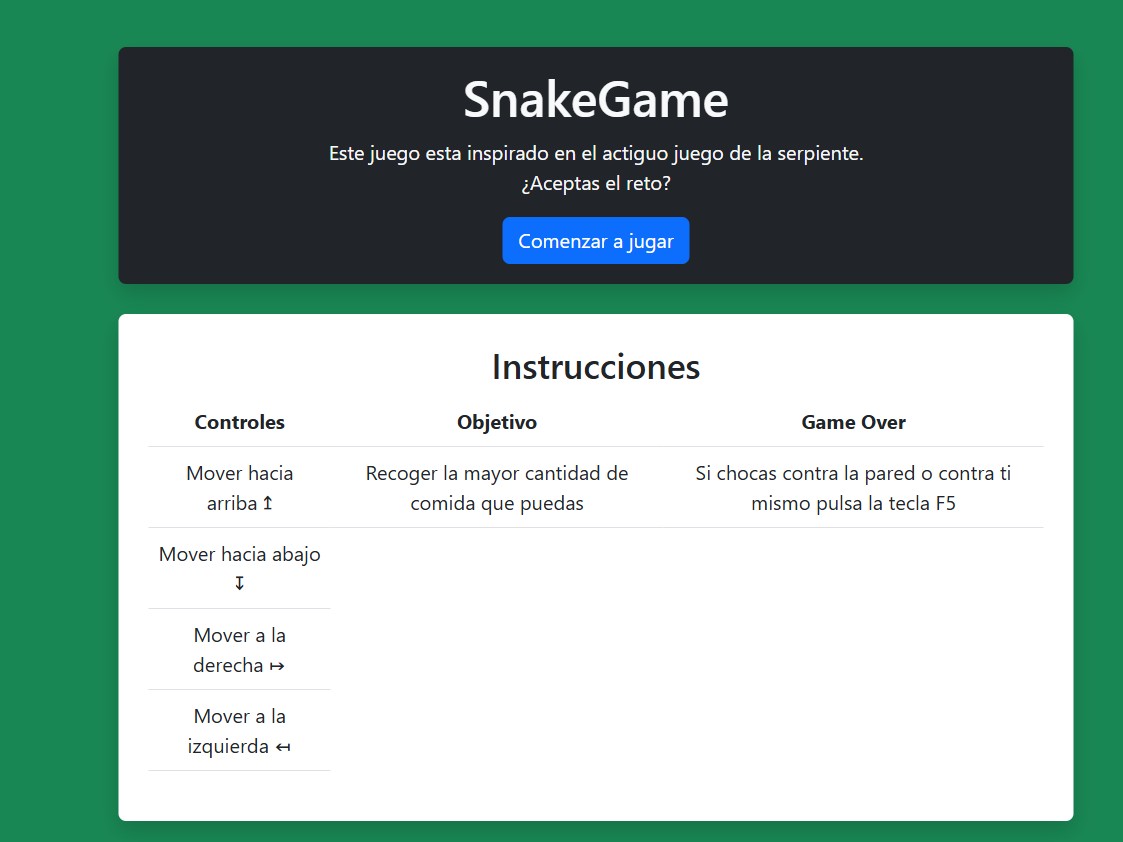 SnakeGame
Este juego esta inspirado en el actiguo juego de la serpiente.
¿Aceptas el reto?
Comenzar a jugar
Instrucciones
Controles Objetivo Game Over
Mover hacia Recoger la mayor cantidad de Si chocas contra la pared o contra ti
arriba ↥ comida que puedas mismo pulsa la tecla F5
Mover hacia abajo
↧
Mover a la
derecha ↦
Mover a la
izquierda ↤